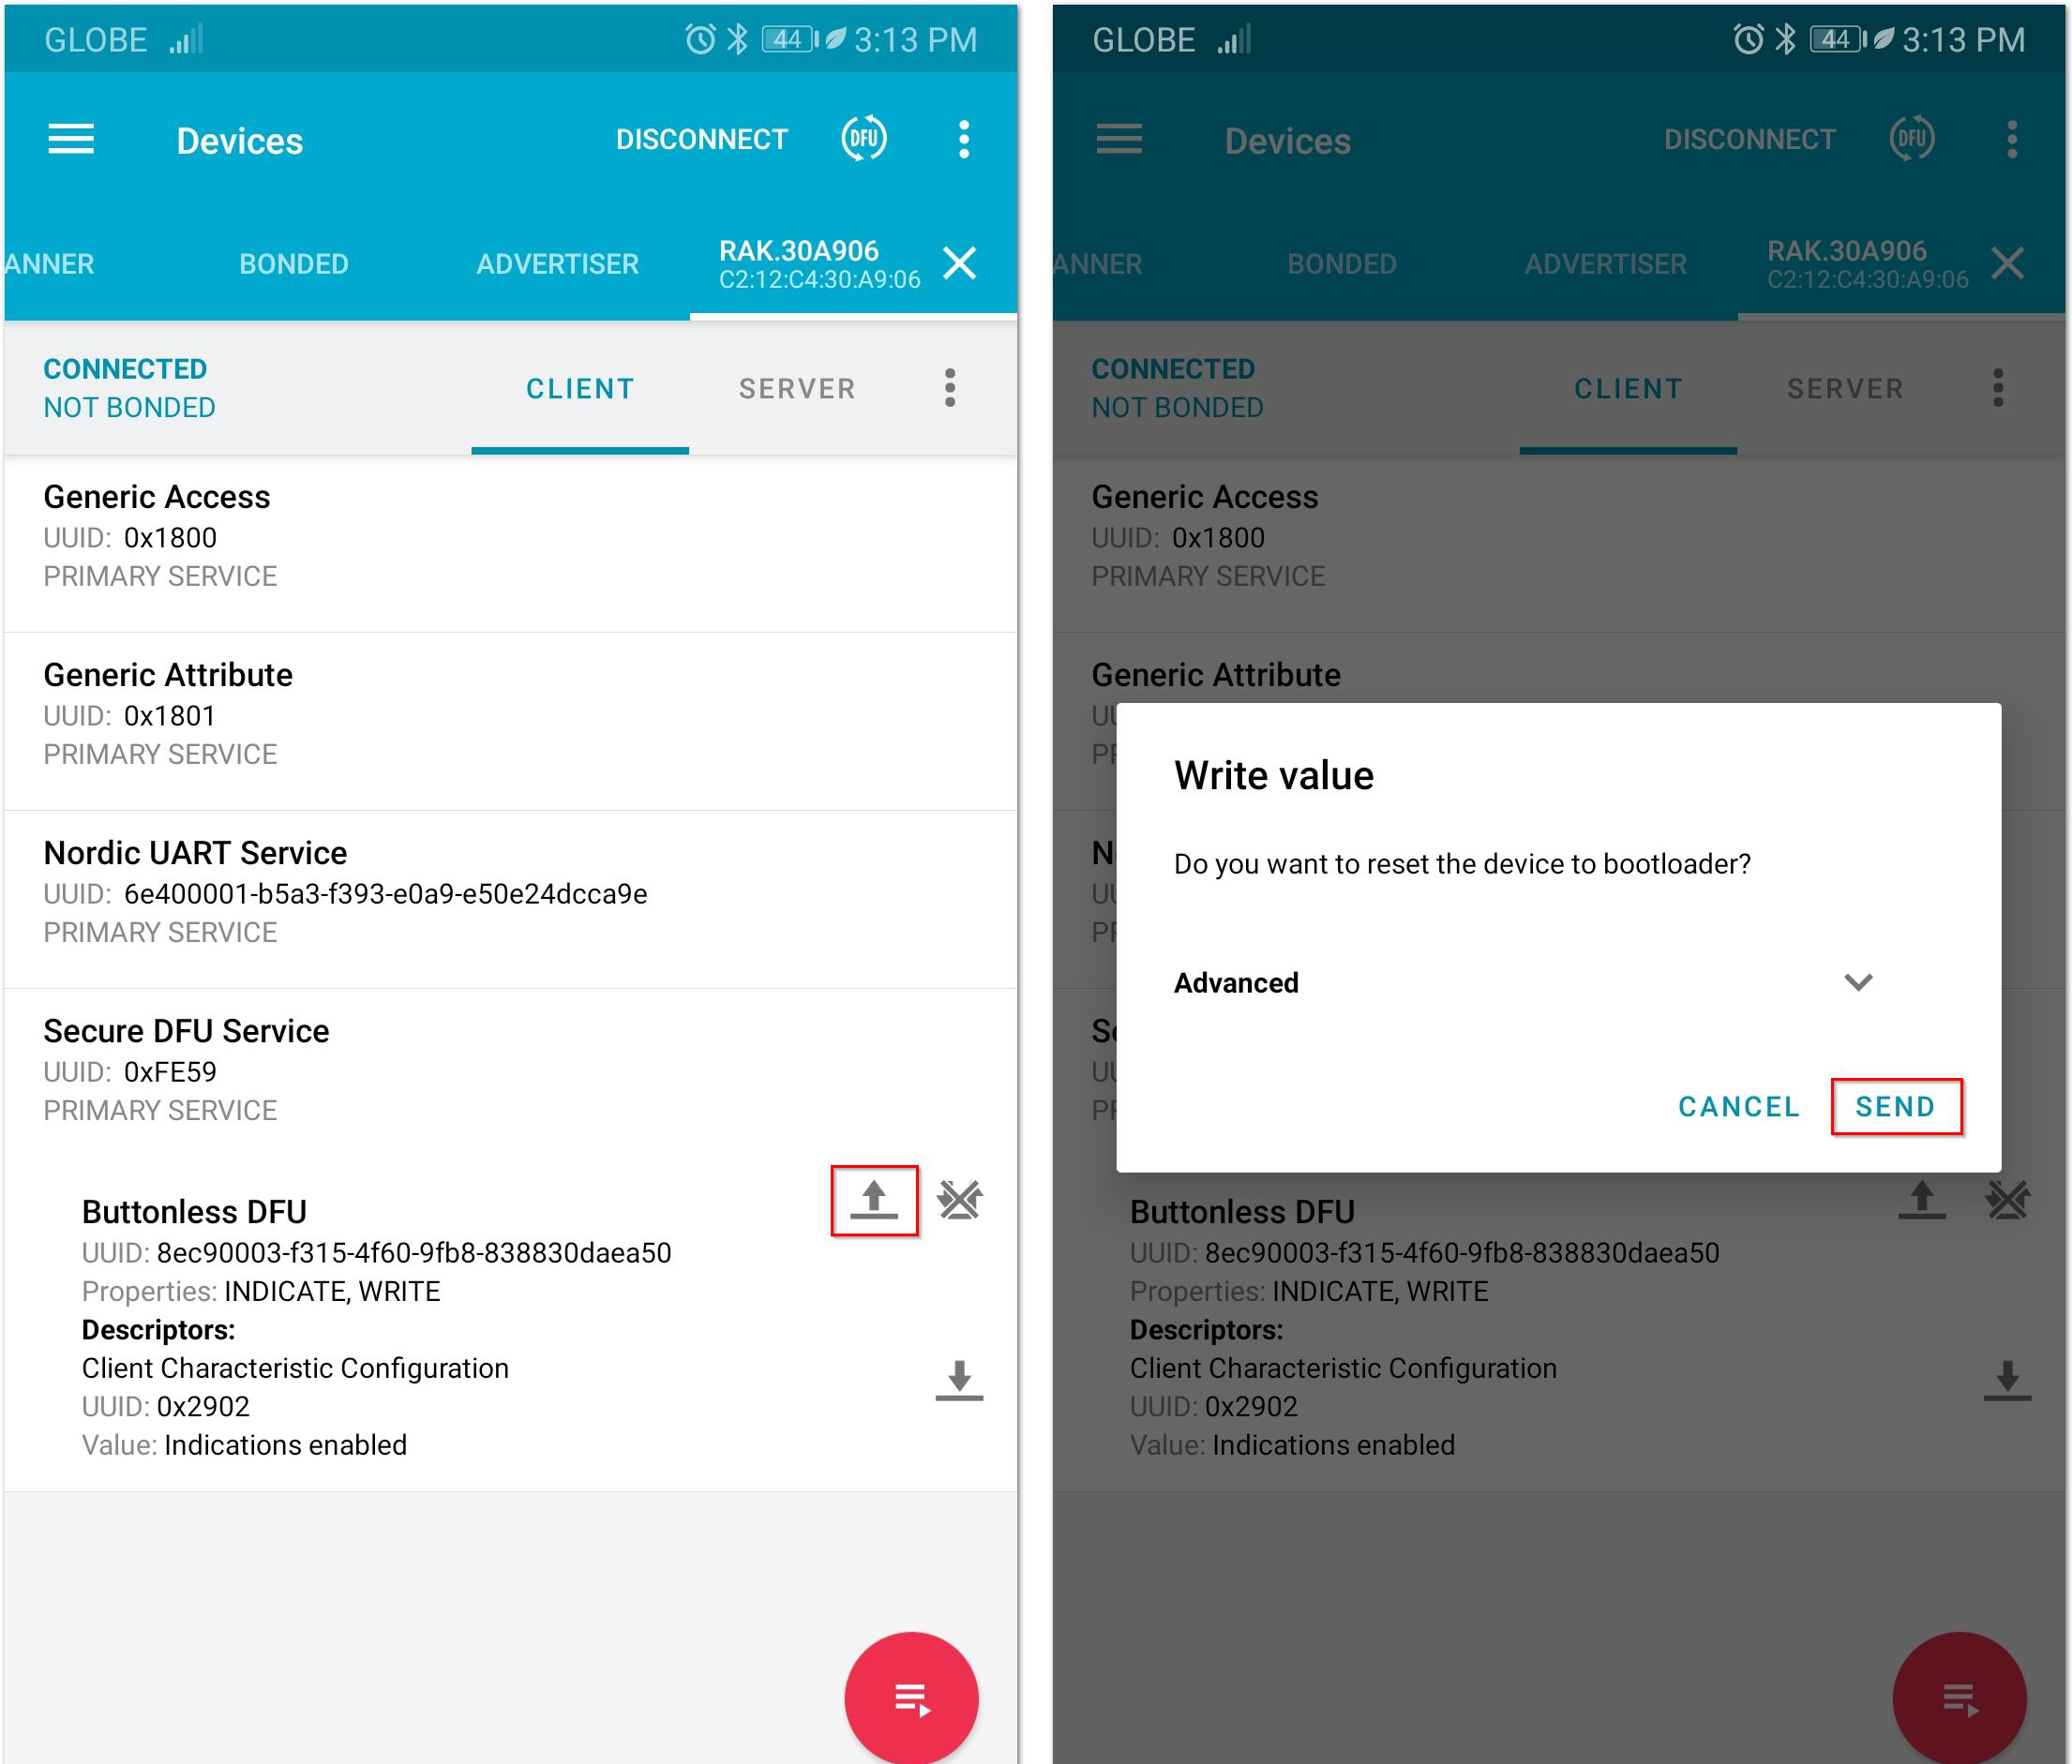 GLOBE 44 3:13 PM
Devices DISCONNECT DFU
ANNER BONDED ADVERTISER RAK.30A906
C2:12:C4:30:A9:06
CONNECTED
NOT BONDED
CLIENT SERVER
Generic Access
UUID: 0x1800
PRIMARY SERVICE
Generic Attribute
UUID: 0x1801
PRIMARY SERVICE
Nordic UART Service
UUID: 6e400001-b5a3-f393-e0a9-e50e24dcca9e
PRIMARY SERVICE
Secure DFU Service
UUID: 0xFE59
PRIMARY SERVICE
Buttonless DFU
UUID: 8ec90003-f315-4f60-9fb8-838830daea50
Properties: INDICATE, WRITE
Descriptors:
Client Characteristic Configuration
UUID: 0x2902
Value: Indications enabled
GLOBE 44 3:13 PM
Devices DISCONNECT DFU
ANNER BONDED ADVERTISER RAK.30A906
C2:12:C4:30:A9:06
CONNECTED
NOT BONDED
CLIENT SERVER
Generic Access
UUID: 0x1800
PRIMARY SERVICE
Generic Attribute
Write value
Do you want to reset the device to bootloader?
Advanced
CANCEL SEND
Buttonless DFU
UUID: 8ec90003-f315-4f60-9fb8-838830daea50
Properties: INDICATE, WRITE
Descriptors:
Client Characteristic Configuration
UUID: 0x2902
Value: Indications enabled